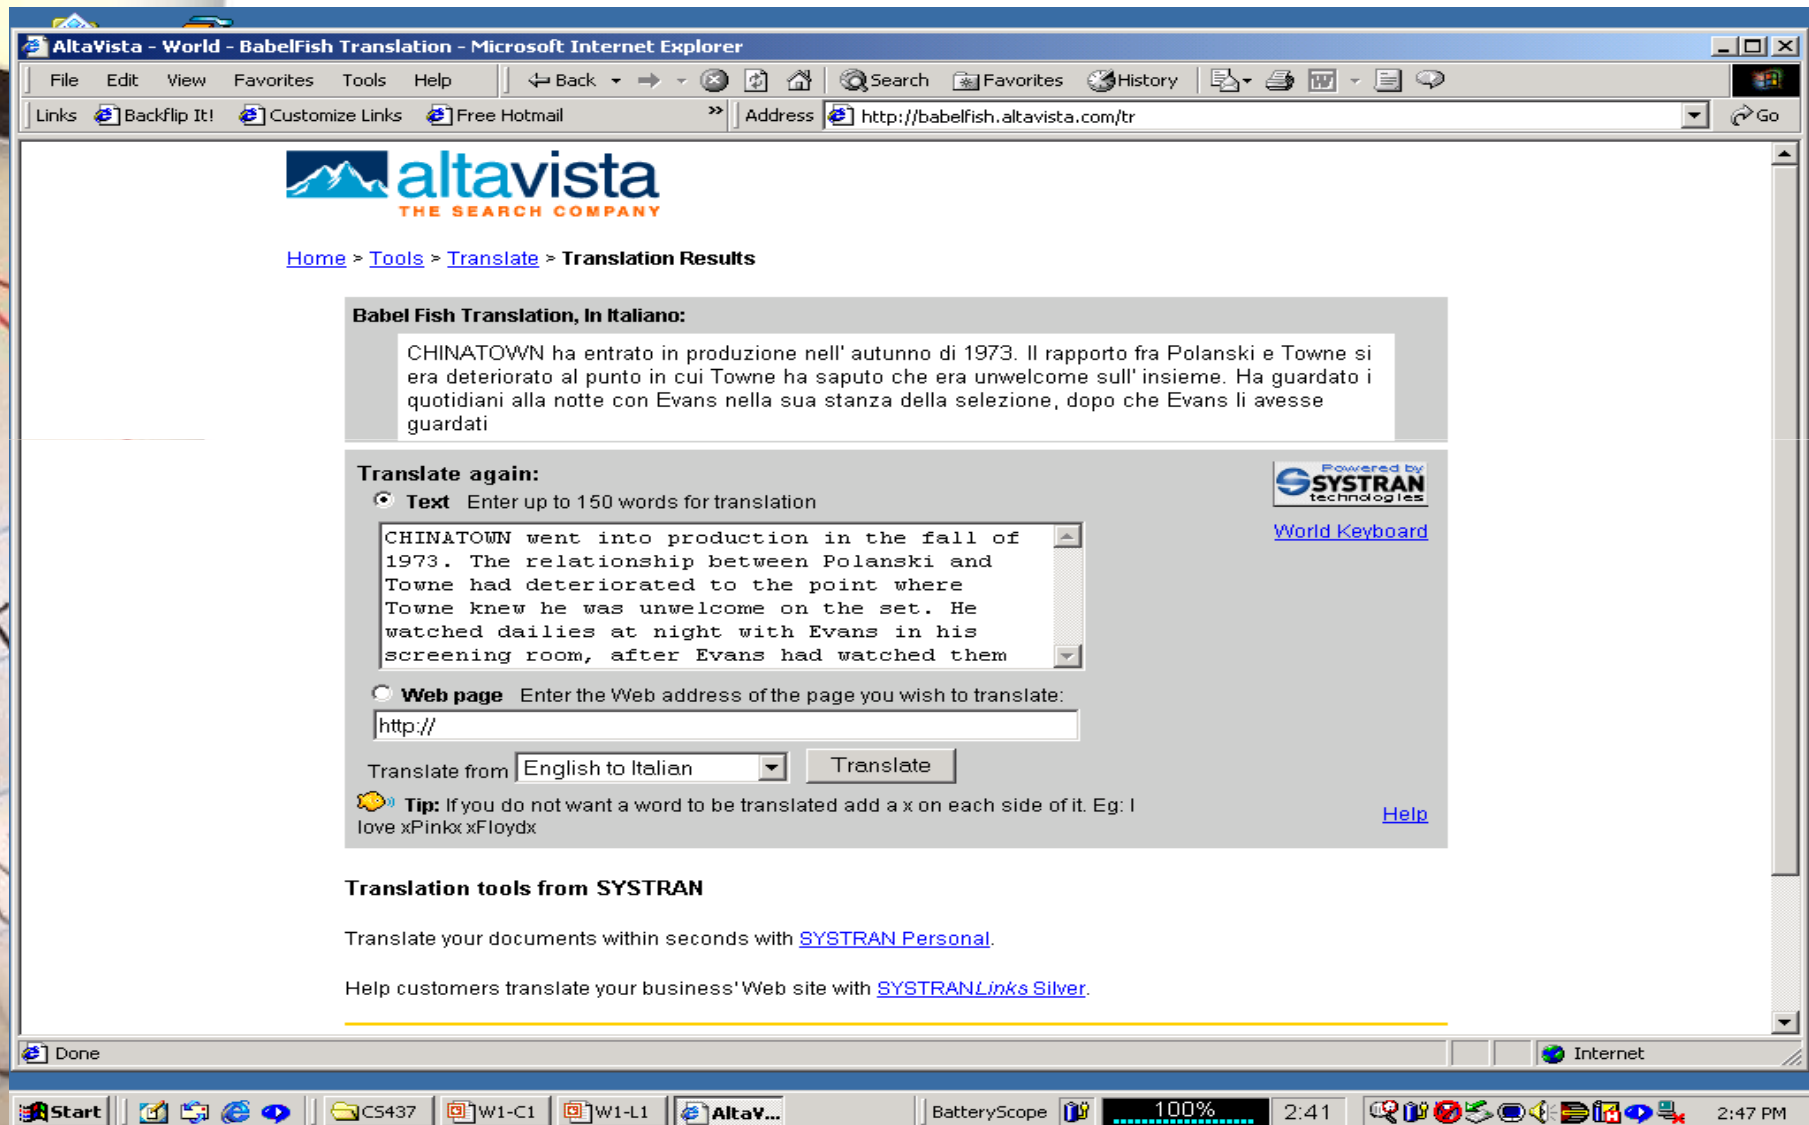 AltaVista - World - BabelFish Translation - Microsoft Internet Explorer
File Edit View Favorites Tools Help Back Search Favorites History
Links Backflip It! Customize Links Free Hotmail » Address http://babelfish.altavista.com/tr Go
altavista
THE SEARCH COMPANY
Home > Tools > Translate > Translation Results
Babel Fish Translation, In Italiano:
CHINATOWN ha entrato in produzione nell' autunno di 1973. Il rapporto fra Polanski e Towne si
era deteriorato al punto in cui Towne ha saputo che era unwelcome sull' insieme. Ha guardato i
quotidiani alla notte con Evans nella sua stanza della selezione, dopo che Evans li avesse
guardati
Translate again:
Text Enter up to 150 words for translation
Powered by
SYSTRAN
technologies
World Keyboard
CHINATOWN went into production in the fall of
1973. The relationship between Polanski and
Towne had deteriorated to the point where
Towne knew he was unwelcome on the set. He
watched dailies at night with Evans in his
screening room, after Evans had watched them
Web page Enter the Web address of the page you wish to translate:
http://
Translate from English to Italian Translate
Tip: If you do not want a word to be translated add a x on each side of it. Eg: I
love xPinkx xFloydx
Help
Translation tools from SYSTRAN
Translate your documents within seconds with SYSTRAN Personal.
Help customers translate your business' Web site with SYSTRANLinks Silver.
Done Internet
Start CS437 W1-C1 W1-L1 AltaV... BatteryScope 100% 2:41 2:47 PM